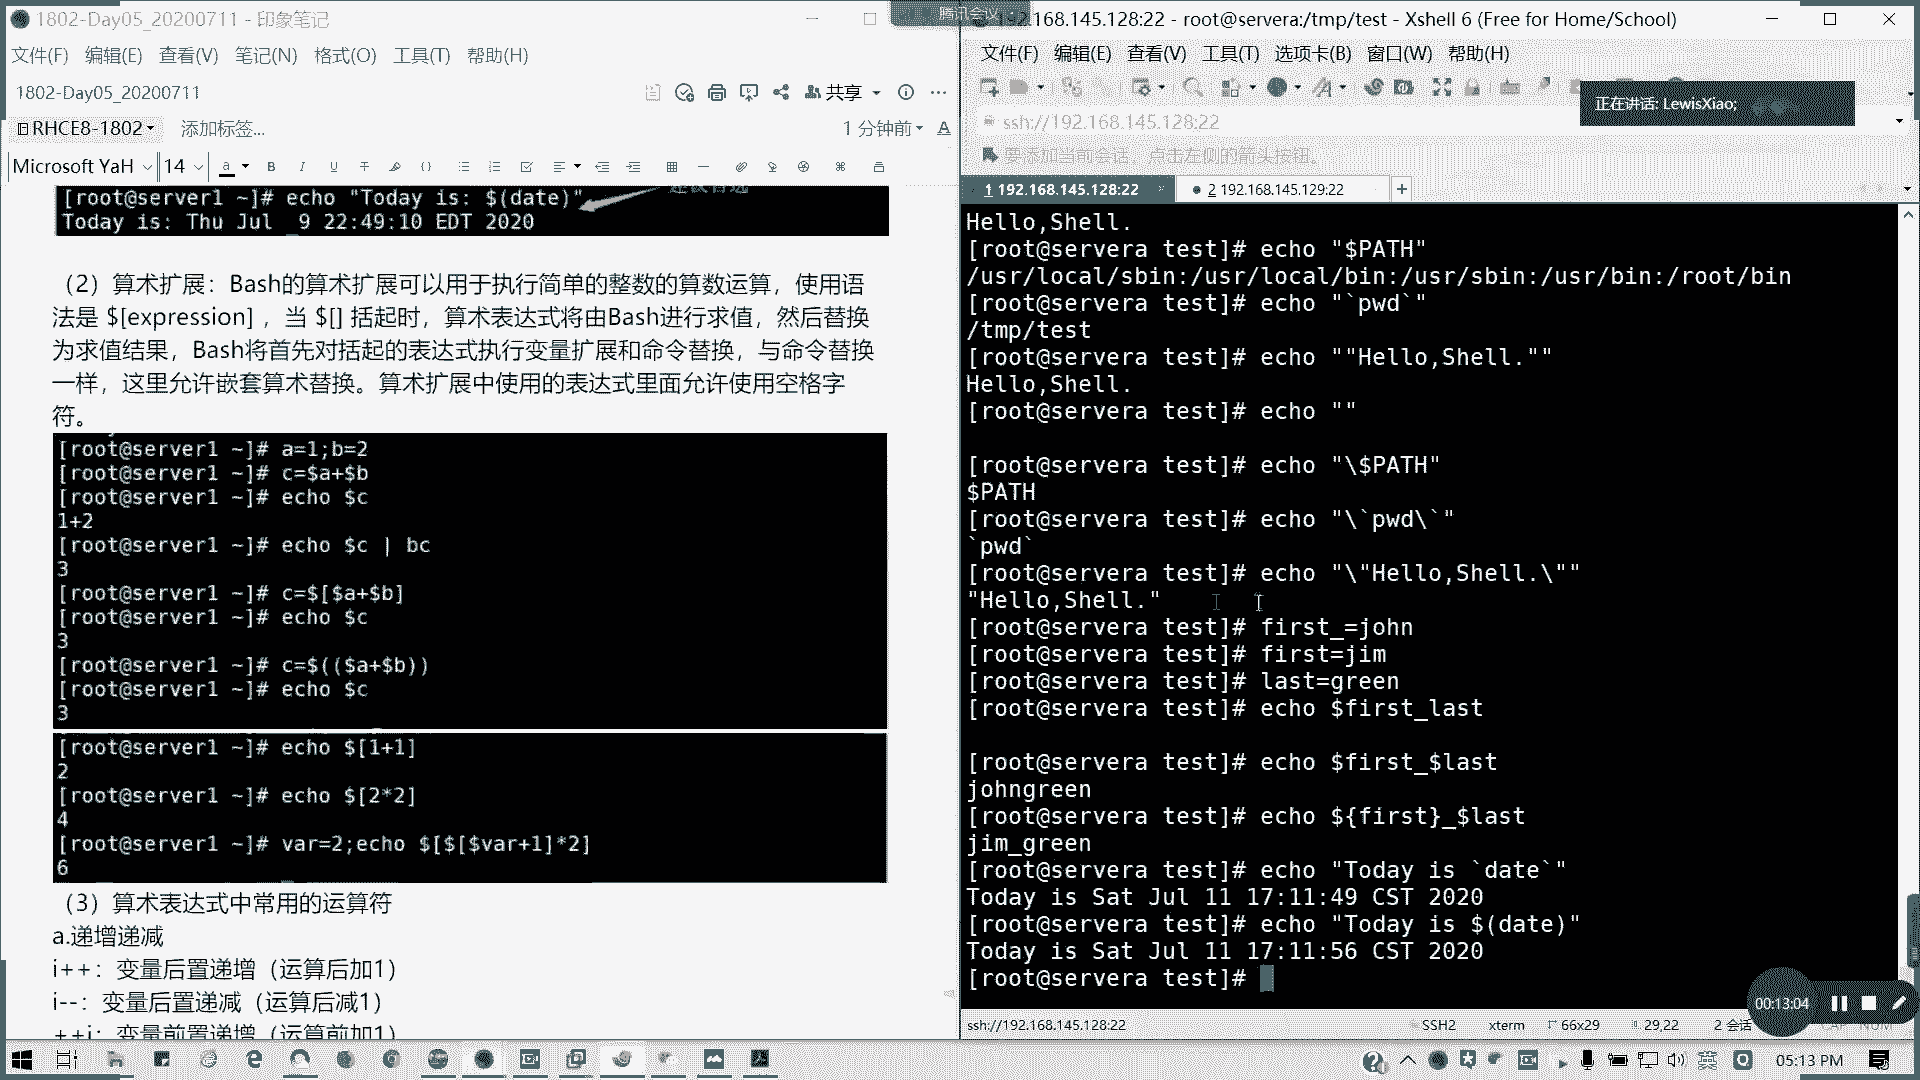 1802-Day05_20200711 - 印象笔记
文件(F) 编辑(E) 查看(V) 笔记(N) 格式(O) 工具(T) 帮助(H)
1802-Day05_20200711
共享
RHCE8-1802 添加标签...
1 分钟前
Microsoft YaH 14
[root@server1 ~]# echo "Today is: $(date)"
Today is: Thu Jul  9 22:49:10 EDT 2020
（2）算术扩展：Bash的算术扩展可以用于执行简单的整数的算数运算，使用语
法是 $[expression] ，当 $[] 括起时，算术表达式将由Bash进行求值，然后替换
为求值结果，Bash将首先对括起的表达式执行变量扩展和命令替换，与命令替换
一样，这里允许嵌套算术替换。算术扩展中使用的表达式里面允许使用空格字
符。
[root@server1 ~]# a=1;b=2
[root@server1 ~]# c=$a+$b
[root@server1 ~]# echo $c
1+2
[root@server1 ~]# echo $c | bc
3
[root@server1 ~]# c=$[$a+$b]
[root@server1 ~]# echo $c
3
[root@server1 ~]# c=$(($a+$b))
[root@server1 ~]# echo $c
3
[root@server1 ~]# echo $[1+1]
2
[root@server1 ~]# echo $[2*2]
4
[root@server1 ~]# var=2;echo $[$[$var+1]*2]
6
（3）算术表达式中常用的运算符
a.递增递减
i++：变量后置递增（运算后加1）
i--：变量后置递减（运算后减1）
++i：变量前置递增（运算前加1）
腾讯会议
192.168.145.128:22 - root@servera:/tmp/test - Xshell 6 (Free for Home/School)
文件(F) 编辑(E) 查看(V) 工具(T) 选项卡(B) 窗口(W) 帮助(H)
正在讲话: LewisXiao;
ssh://192.168.145.128:22
要添加当前会话，点击左侧的箭头按钮。
1 192.168.145.128:22
2 192.168.145.129:22
Hello,Shell.
[root@servera test]# echo "$PATH"
/usr/local/sbin:/usr/local/bin:/usr/sbin:/usr/bin:/root/bin
[root@servera test]# echo "`pwd`"
/tmp/test
[root@servera test]# echo ""Hello,Shell.""
Hello,Shell.
[root@servera test]# echo ""
[root@servera test]# echo "\$PATH"
$PATH
[root@servera test]# echo "\`pwd\`"
`pwd`
[root@servera test]# echo "\"Hello,Shell.\""
"Hello,Shell."
[root@servera test]# first_=john
[root@servera test]# first=jim
[root@servera test]# last=green
[root@servera test]# echo $first_last
[root@servera test]# echo $first_$last
johngreen
[root@servera test]# echo ${first}_$last
jim_green
[root@servera test]# echo "Today is `date`"
Today is Sat Jul 11 17:11:49 CST 2020
[root@servera test]# echo "Today is $(date)"
Today is Sat Jul 11 17:11:56 CST 2020
[root@servera test]#
00:13:04
ssh://192.168.145.128:22 SSH2 xterm 66x29 29,22 2 会话 CAP NUM
英
05:13 PM